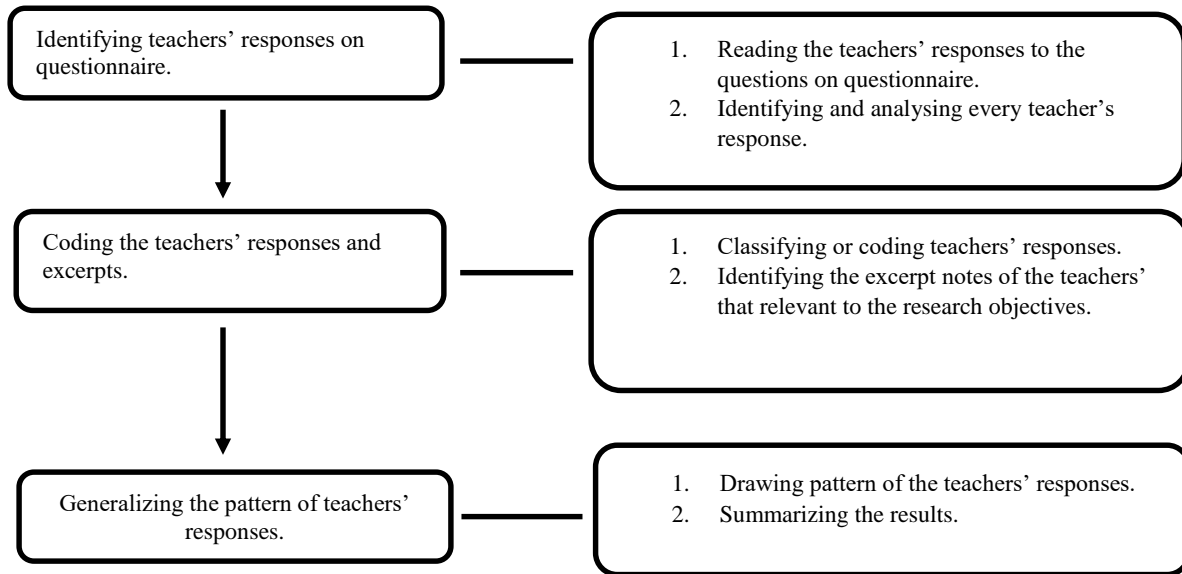 Identifying teachers’ responses on
questionnaire.
1. Reading the teachers’ responses to the
questions on questionnaire.
2. Identifying and analysing every teacher’s
response.
Coding the teachers’ responses and
excerpts.
1. Classifying or coding teachers’ responses.
2. Identifying the excerpt notes of the teachers’
that relevant to the research objectives.
Generalizing the pattern of teachers’
responses.
1. Drawing pattern of the teachers’ responses.
2. Summarizing the results.